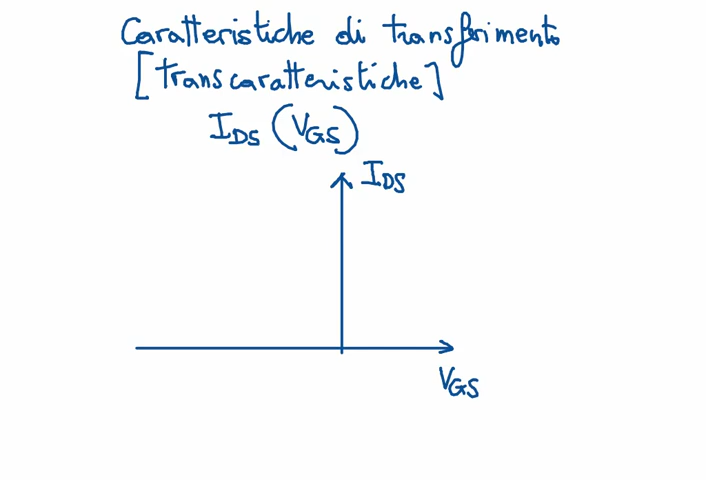 Caratteristiche di transferimento
[transcaratteristiche]
IDS (VGS)
IDS
VGS